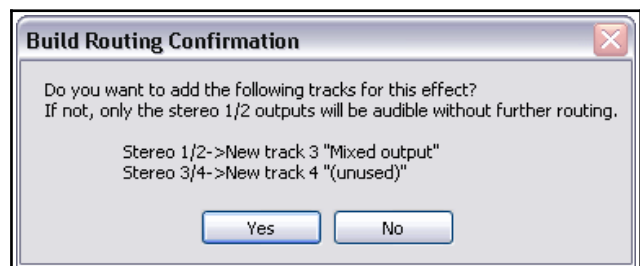 Build Routing Confirmation
Do you want to add the following tracks for this effect?
If not, only the stereo 1/2 outputs will be audible without further routing.
Stereo 1/2->New track 3 "Mixed output"
Stereo 3/4->New track 4 "(unused)"
Yes
No